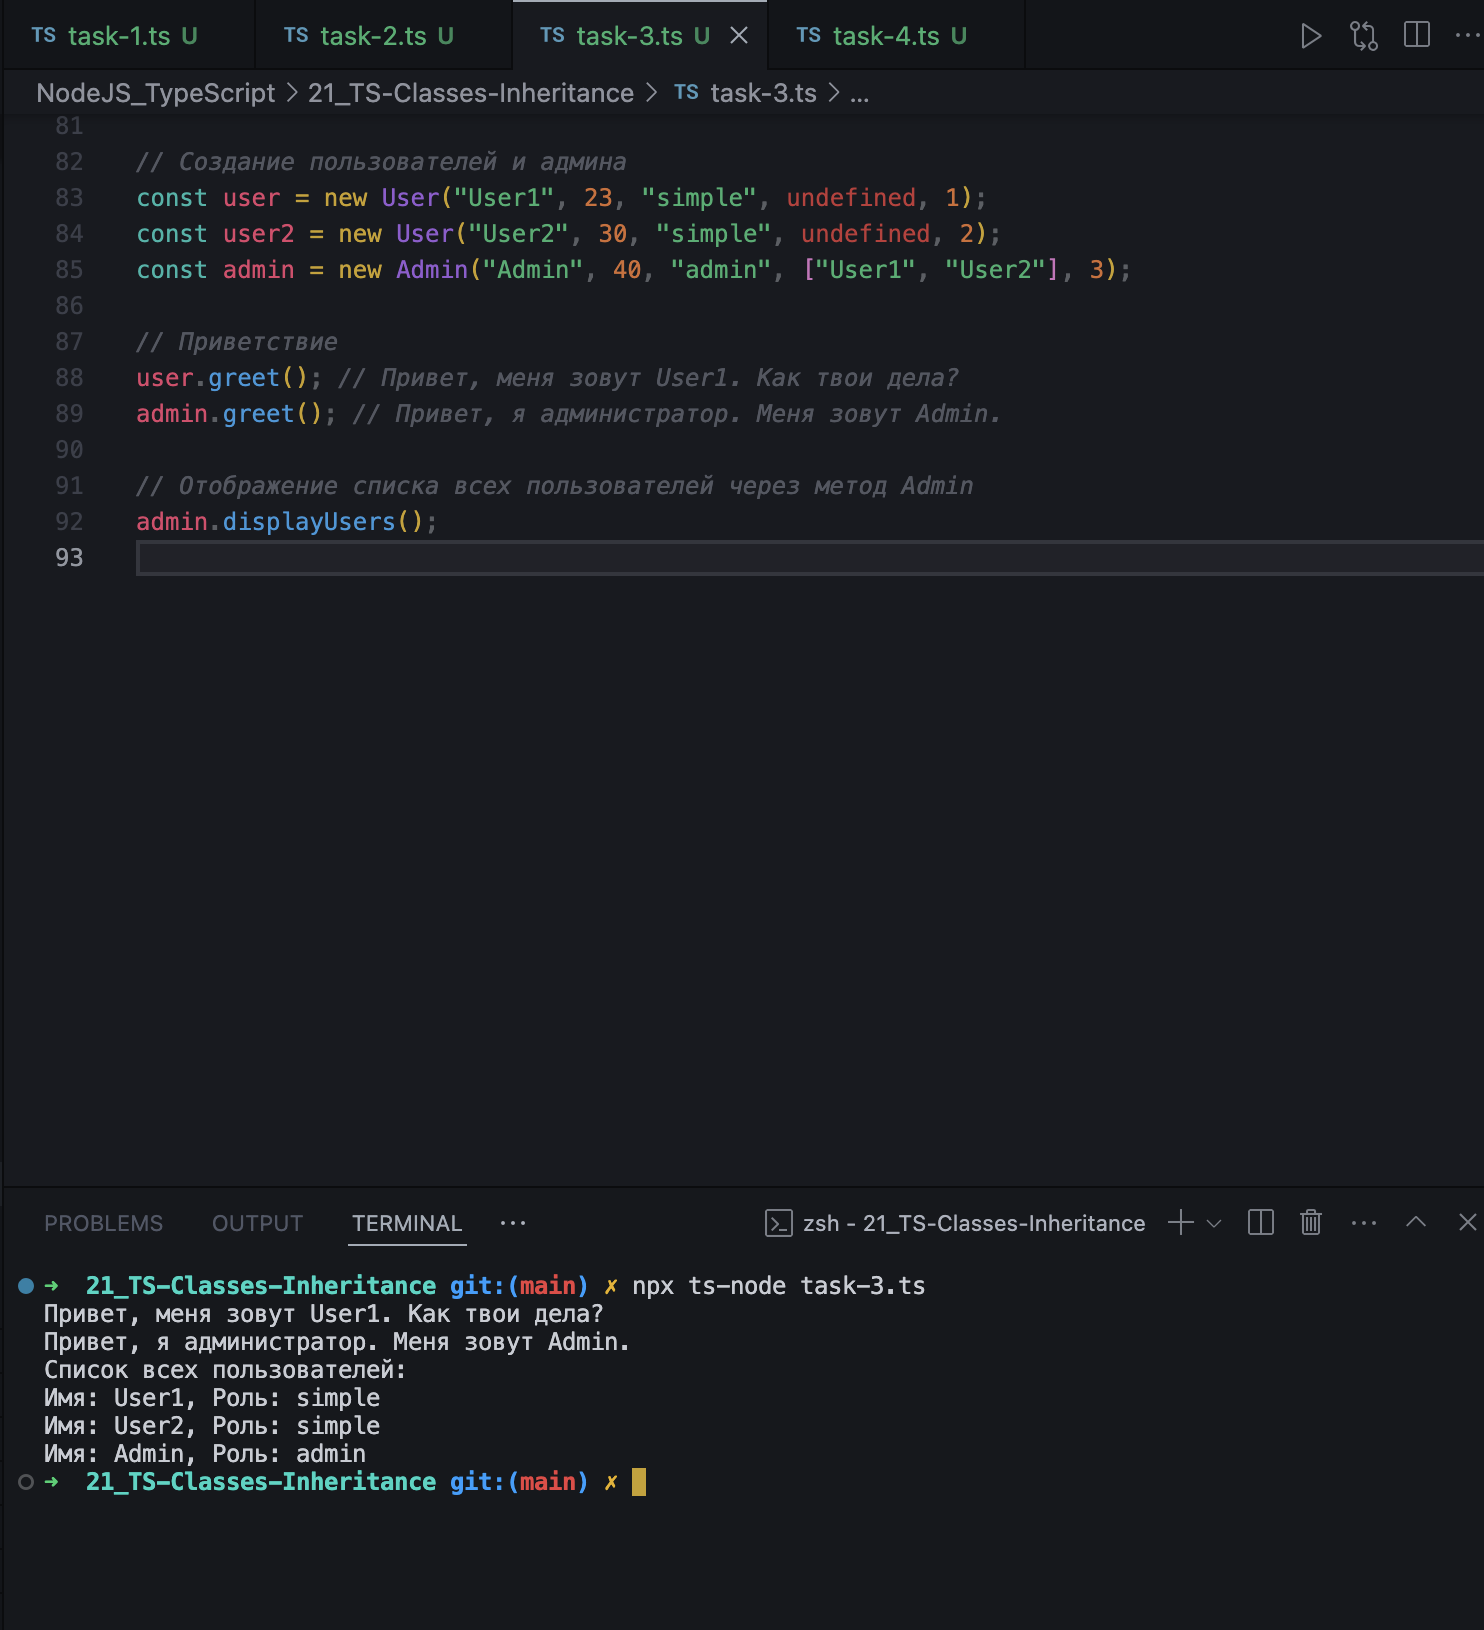 TS task-1.ts U TS task-2.ts U TS task-3.ts U TS task-4.ts U
NodeJS_TypeScript > 21_TS-Classes-Inheritance > TS task-3.ts > ...
81
82 // Создание пользователей и админа
83 const user = new User("User1", 23, "simple", undefined, 1);
84 const user2 = new User("User2", 30, "simple", undefined, 2);
85 const admin = new Admin("Admin", 40, "admin", ["User1", "User2"], 3);
86
87 // Приветствие
88 user.greet(); // Привет, меня зовут User1. Как твои дела?
89 admin.greet(); // Привет, я администратор. Меня зовут Admin.
90
91 // Отображение списка всех пользователей через метод Admin
92 admin.displayUsers();
93
PROBLEMS OUTPUT TERMINAL ... zsh - 21_TS-Classes-Inheritance
➜ 21_TS-Classes-Inheritance git:(main) ✗ npx ts-node task-3.ts
Привет, меня зовут User1. Как твои дела?
Привет, я администратор. Меня зовут Admin.
Список всех пользователей:
Имя: User1, Роль: simple
Имя: User2, Роль: simple
Имя: Admin, Роль: admin
➜ 21_TS-Classes-Inheritance git:(main) ✗